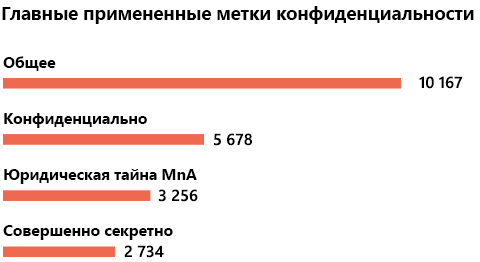 Главные примененные метки конфиденциальности
Общее
10 167
Конфиденциально
5 678
Юридическая тайна MnA
3 256
Совершенно секретно
2 734